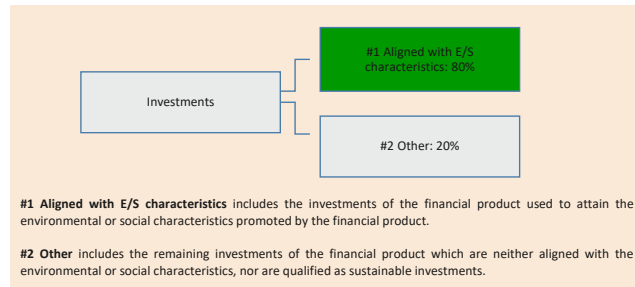 #1 Aligned with E/S
characteristics: 80%
Investments
#2 Other: 20%
#1 Aligned with E/S characteristics includes the investments of the financial product used to attain the
environmental or social characteristics promoted by the financial product.
#2 Other includes the remaining investments of the financial product which are neither aligned with the
environmental or social characteristics, nor are qualified as sustainable investments.